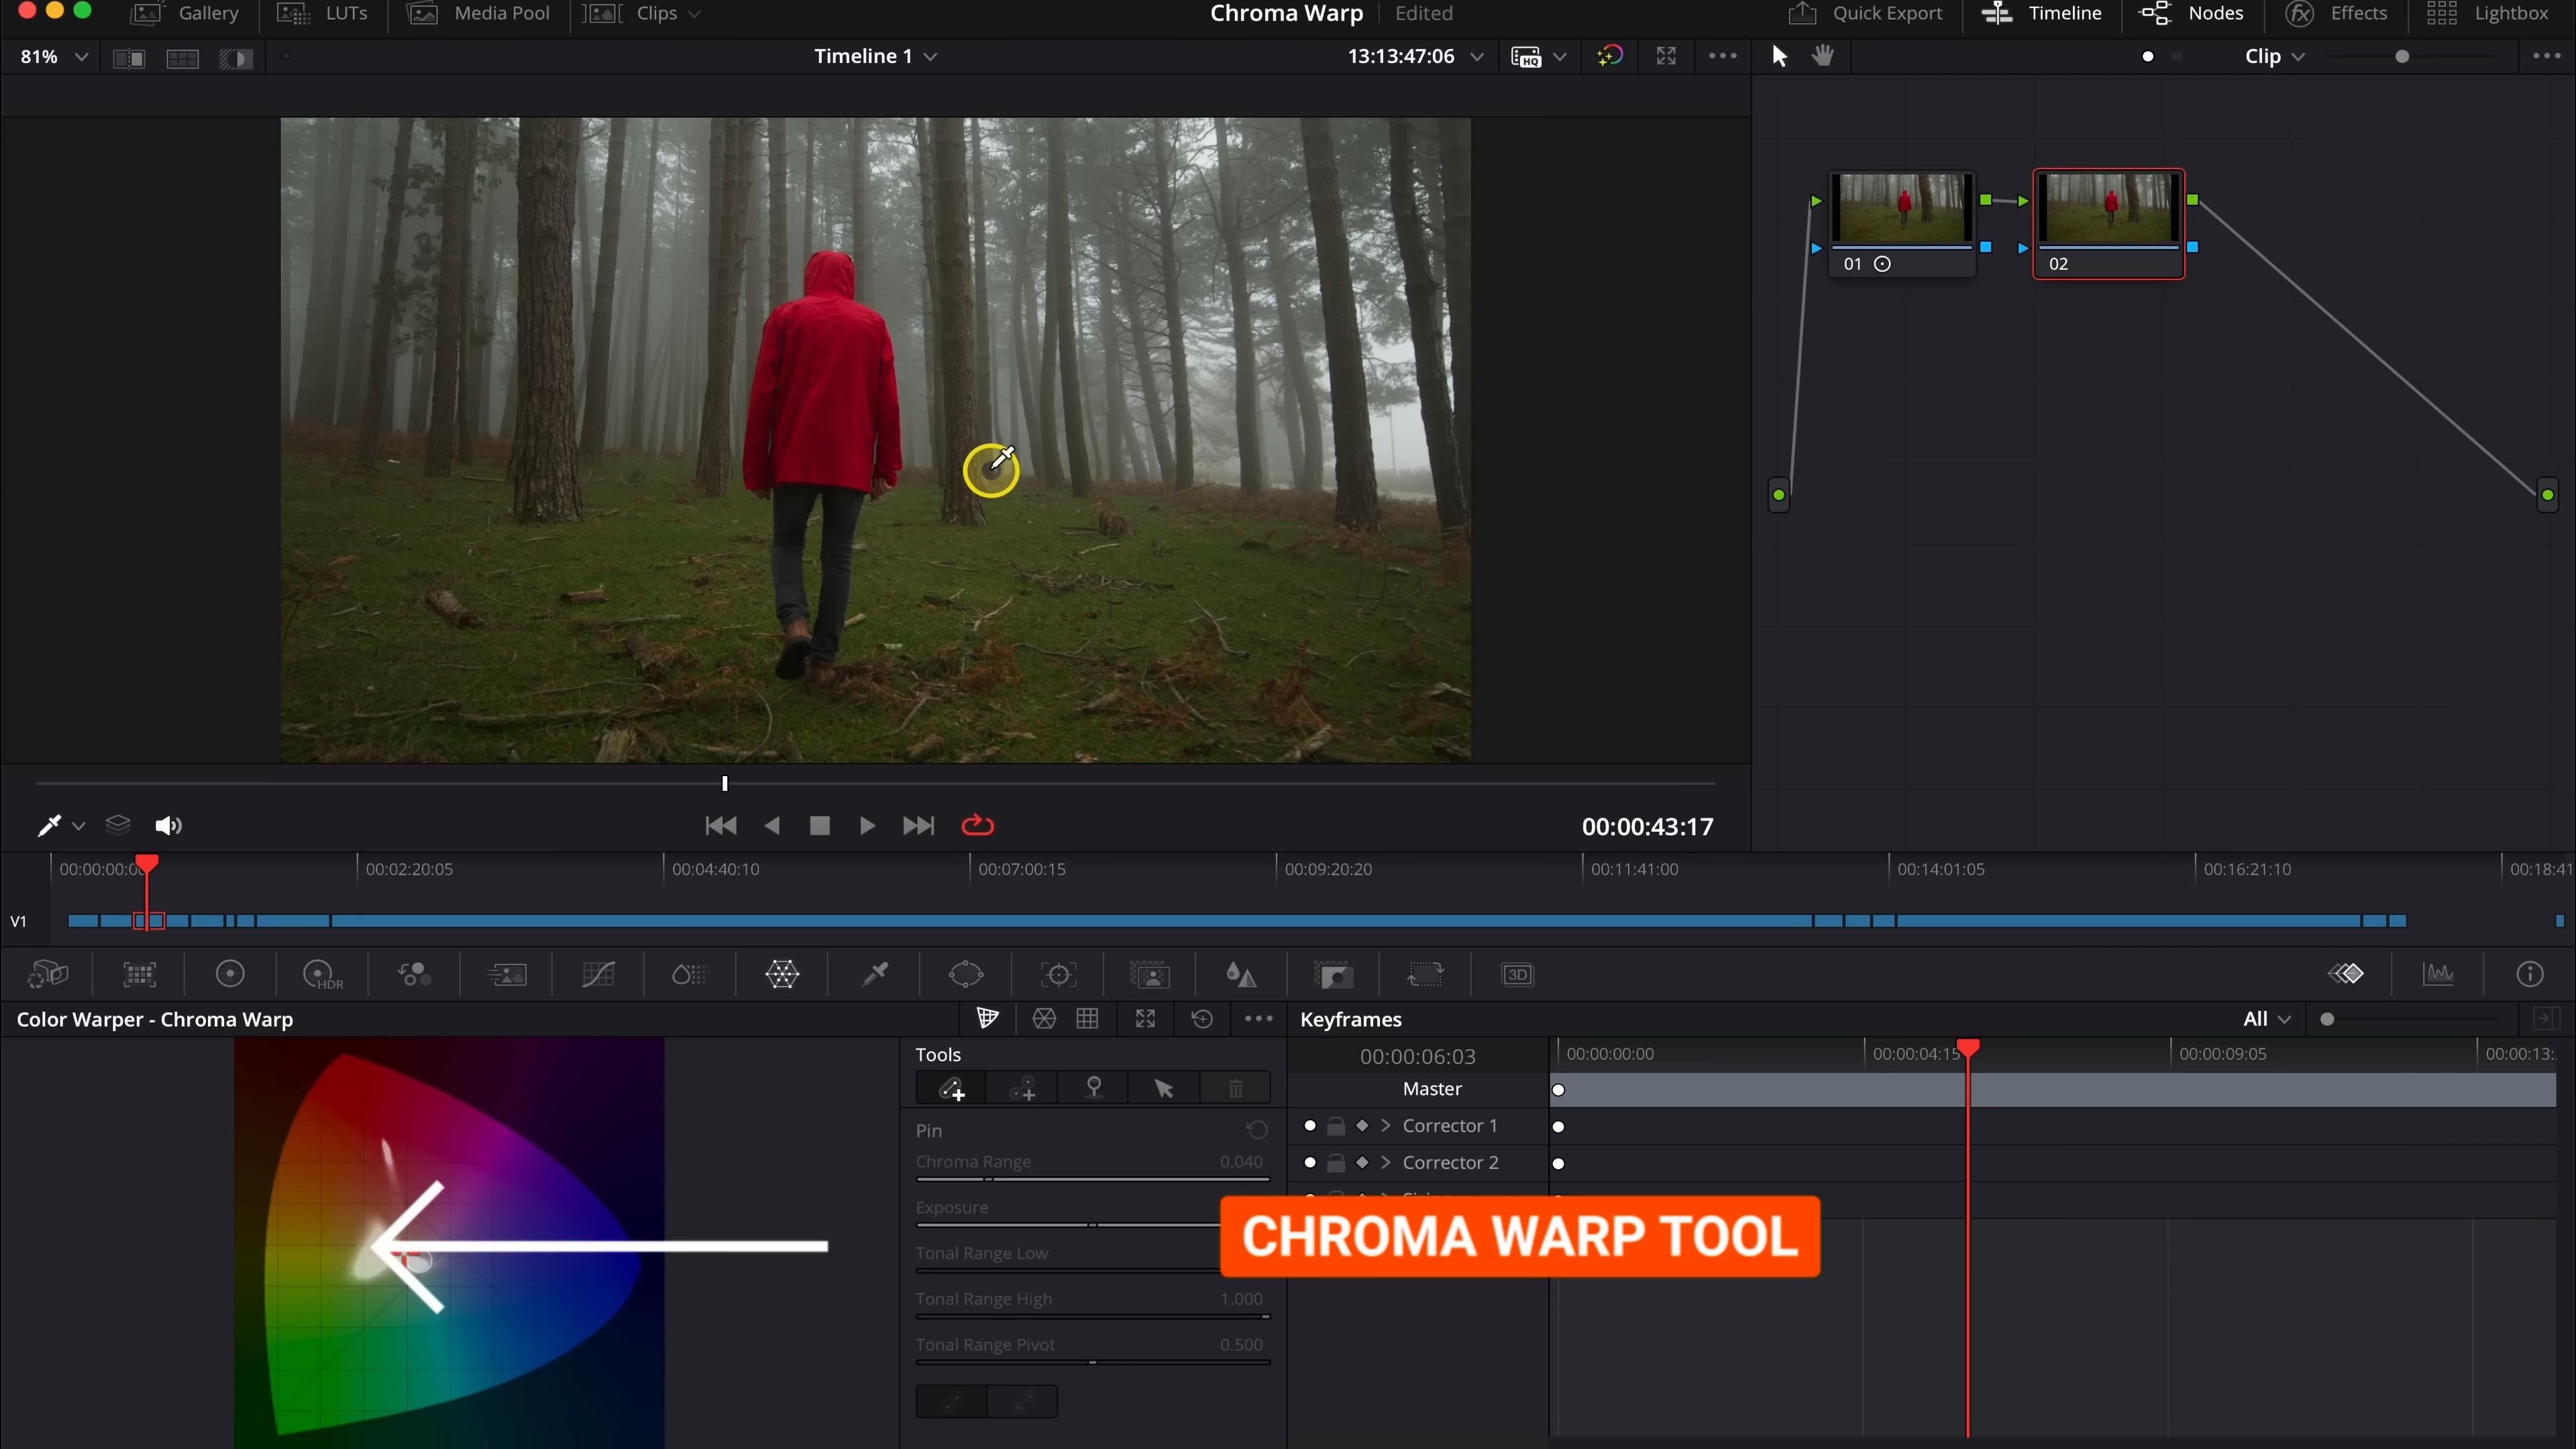 Gallery LUTs Media Pool Clips Chroma Warp Edited Quick Export Timeline Nodes Effects Lightbox
81% Timeline 1 13:13:47:06 HQ Clip
01 02
00:00:43:17
00:00:00:0 00:02:20:05 00:04:40:10 00:07:00:15 00:09:20:20 00:11:41:00 00:14:01:05 00:16:21:10 00:18:41
V1
HDR 3D
Color Warper - Chroma Warp Keyframes All
Tools
00:00:06:03 00:00:00:00 00:00:04:15 00:00:09:05 00:00:13:
Master
Pin
Corrector 1
Chroma Range 0.040
Corrector 2
Exposure
CHROMA WARP TOOL
Tonal Range Low
Tonal Range High 1.000
Tonal Range Pivot 0.500